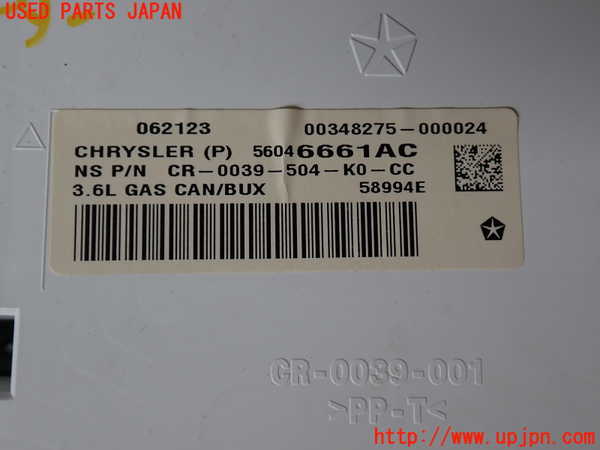 USED PARTS JAPAN
062123 00348275-000024
CHRYSLER (P) 56046661AC
NS P/N CR-0039-504-K0-CC
3.6L GAS CAN/BUX 58994E
CR-0039-001
>PP-T<
https://www.upjpn.com/